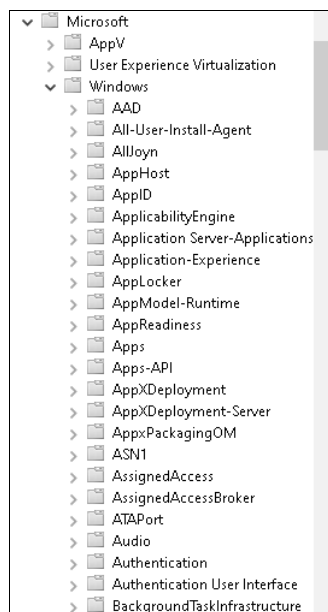 Microsoft
AppV
User Experience Virtualization
Windows
AAD
All-User-Install-Agent
AllJoyn
AppHost
AppID
ApplicabilityEngine
Application Server-Applications
Application-Experience
AppLocker
AppModel-Runtime
AppReadiness
Apps
Apps-API
AppXDeployment
AppXDeployment-Server
AppxPackagingOM
ASN1
AssignedAccess
AssignedAccessBroker
ATAPort
Audio
Authentication
Authentication User Interface
BackgroundTaskInfrastructure